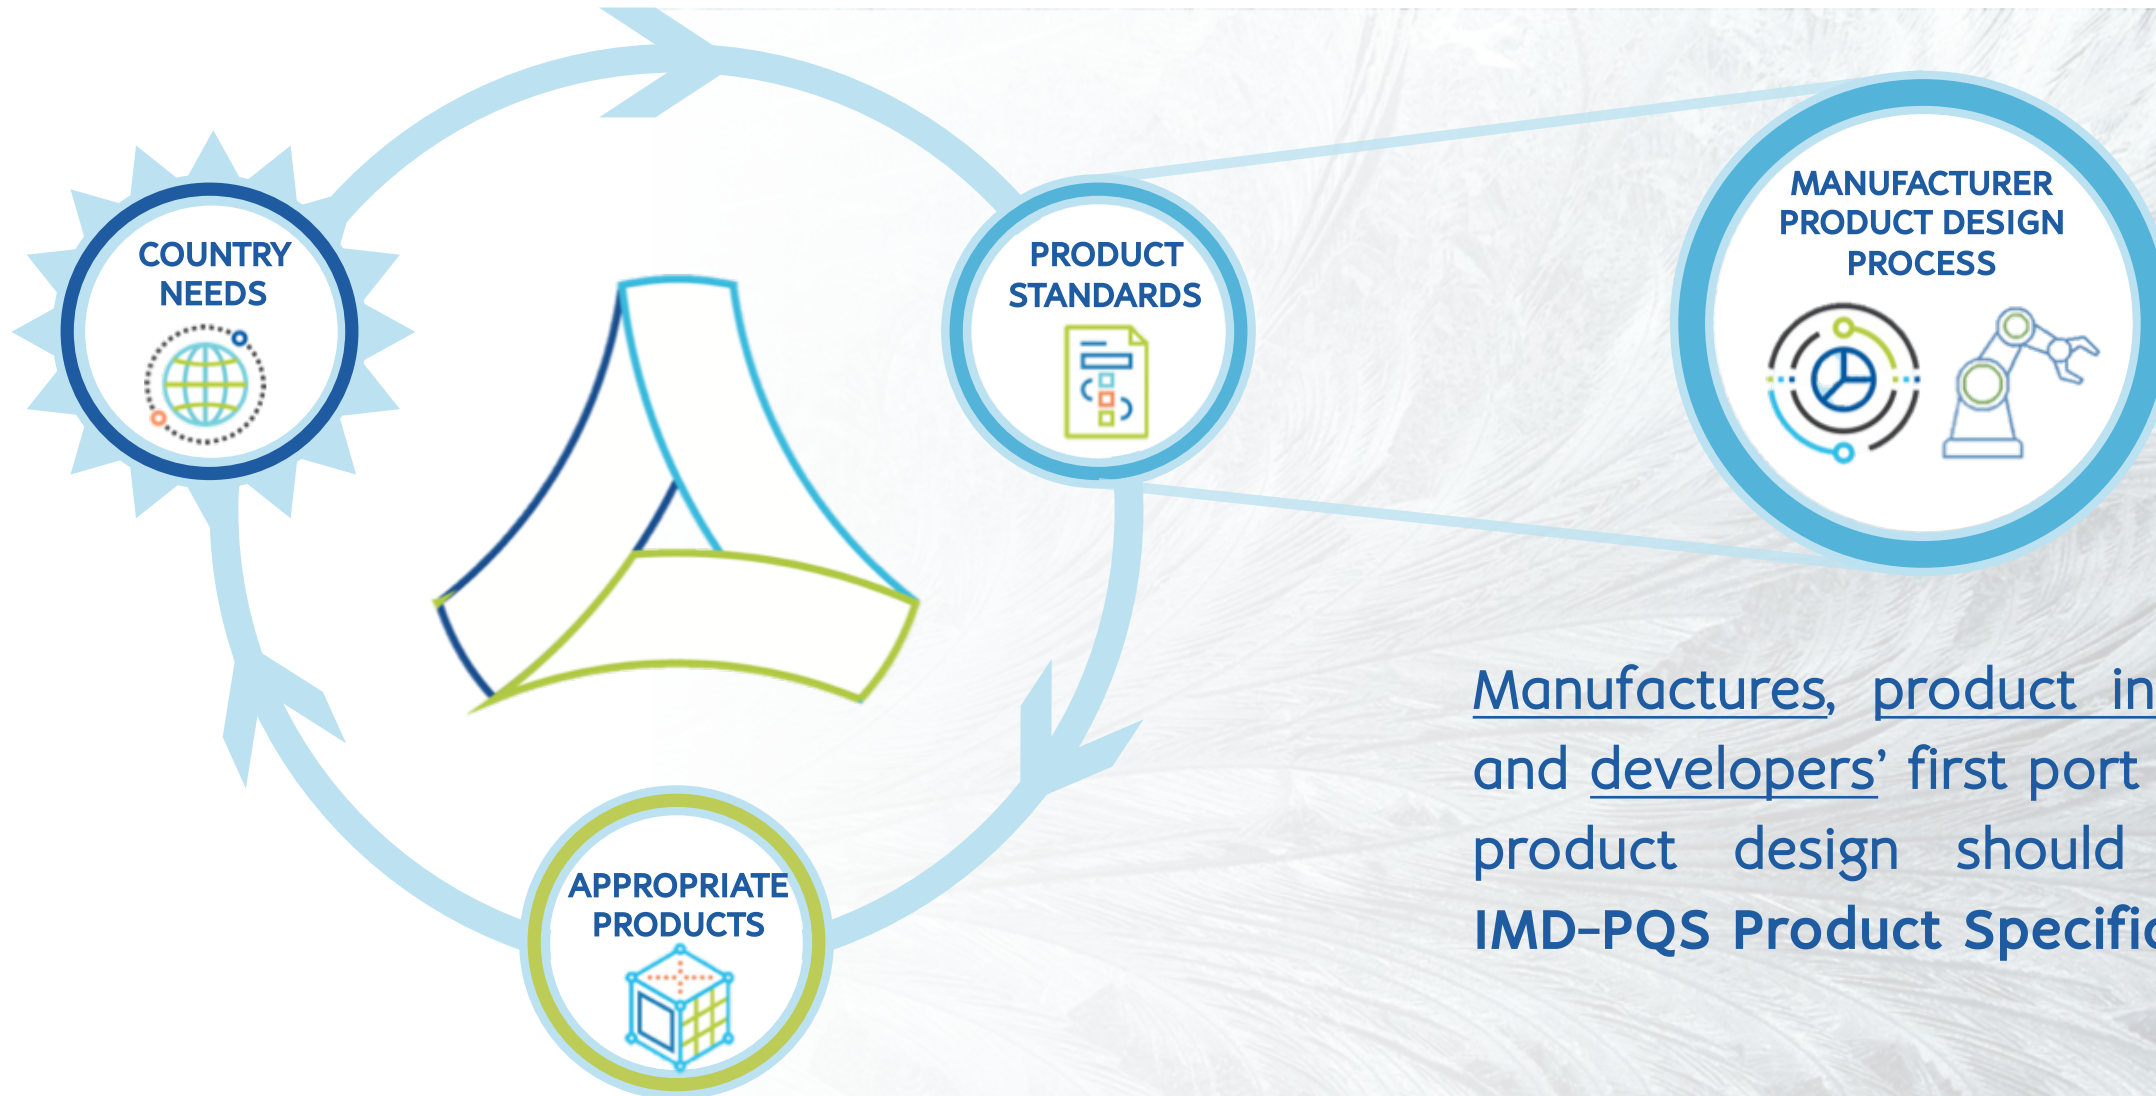 COUNTRY
NEEDS
PRODUCT
STANDARDS
MANUFACTURER
PRODUCT DESIGN
PROCESS
APPROPRIATE
PRODUCTS
Manufactures, product
and developers’ first port
product design should
IMD-PQS Product